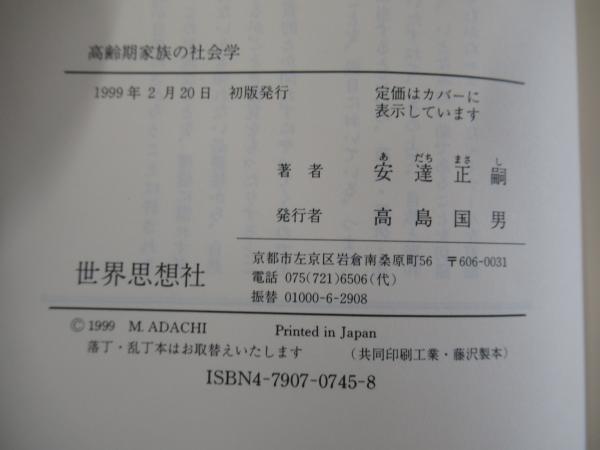 高齢期家族の社会学
1999年2月20日 初版発行
定価はカバーに
表示しています
あ だち まさ し
著者 安達正嗣
発行者 高島国男
世界思想社
京都市左京区岩倉南桑原町56 〒606-0031
電話 075(721)6506(代)
振替 01000-6-2908
©1999 M. ADACHI Printed in Japan
落丁・乱丁本はお取替えいたします (共同印刷工業・藤沢製本)
ISBN4-7907-0745-8